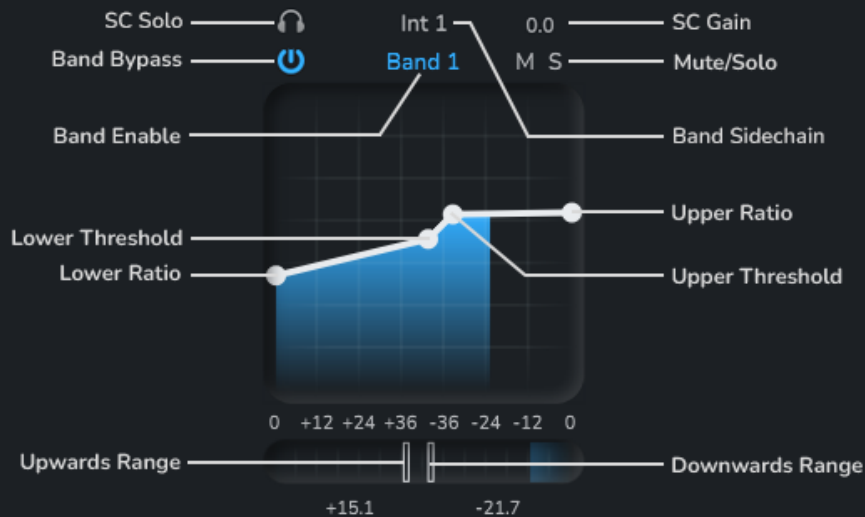 SC Solo Int 1 0.0 SC Gain
Band Bypass Band 1 M S Mute/Solo
Band Enable Band Sidechain
Upper Ratio
Lower Threshold
Lower Ratio Upper Threshold
0 +12 +24 +36 -36 -24 -12 0
Upwards Range Downwards Range
+15.1 -21.7